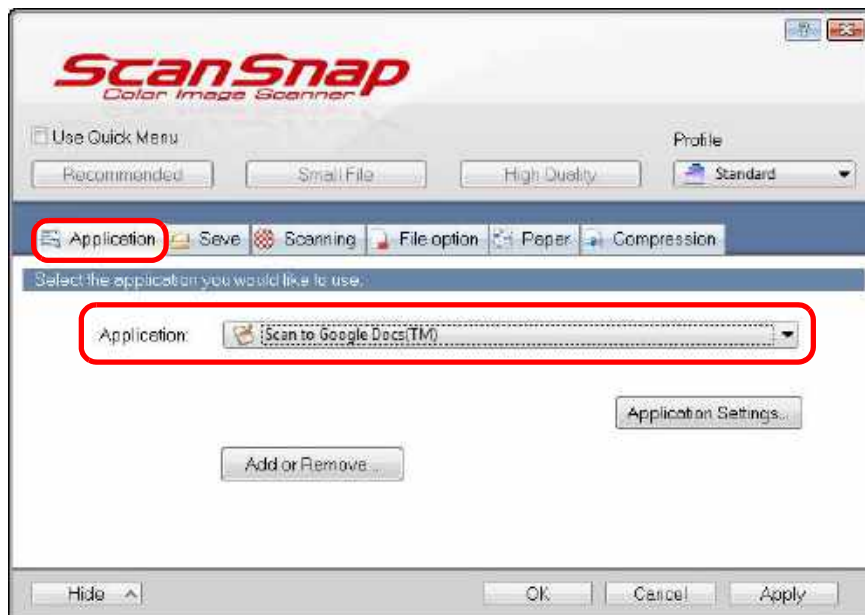 ScanSnap
Color Image Scanner
Use Quick Menu
Profile
Recommended
Small File
High Quality
Standard
Application
Save
Scanning
File option
Paper
Compression
Select the application you would like to use.
Application:
Scan to Google Docs(TM)
Application Settings...
Add or Remove...
Hide
OK
Cancel
Apply